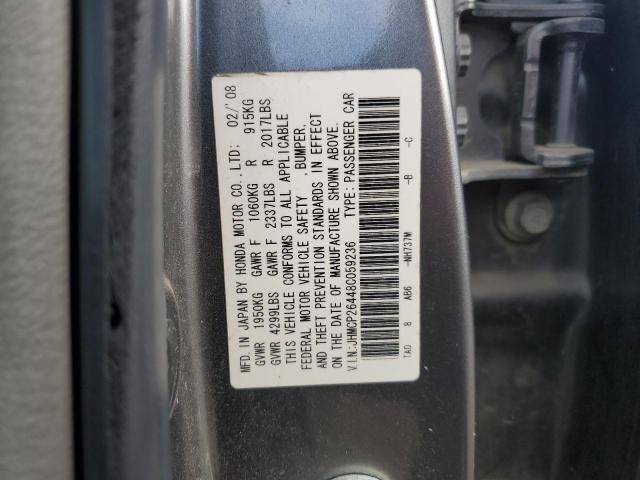 MFD. IN JAPAN BY HONDA MOTOR CO., LTD: 02/'08
GVWR 1950KG GAWR F 1060KG R 915KG
GVWR 4299LBS GAWR F 2337LBS R 2017LBS
THIS VEHICLE CONFORMS TO ALL APPLICABLE
FEDERAL MOTOR VEHICLE SAFETY ,BUMPER,
AND THEFT PREVENTION STANDARDS IN EFFECT
ON THE DATE OF MANUFACTURE SHOWN ABOVE.
V.I.N.:JHMCP26448C059236 TYPE: PASSENGER CAR
TAO 8 AB6 -NH737M -B -C